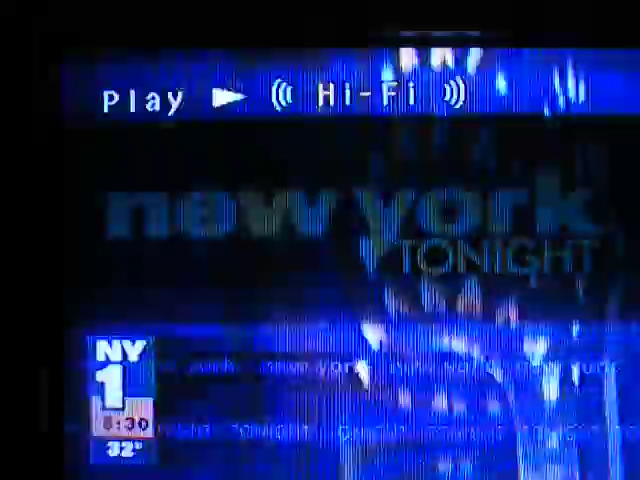 Play ► (( Hi-Fi ))
new york
TONIGHT
NY
1
8:30
32°